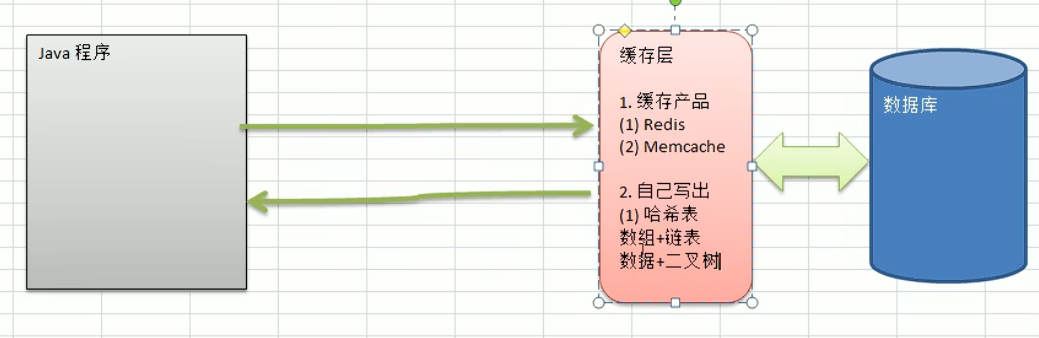 Java 程序
缓存层
1. 缓存产品
(1) Redis
(2) Memcache
2. 自己写出
(1) 哈希表
数组+链表
数据+二叉树
数据库